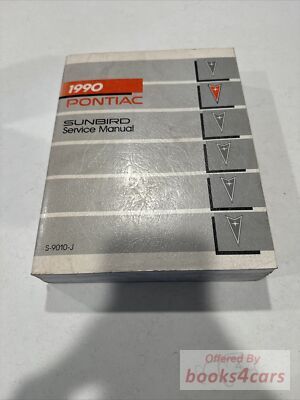 1990
PONTIAC
SUNBIRD
Service Manual
S-9010-J
Offered By
books4cars